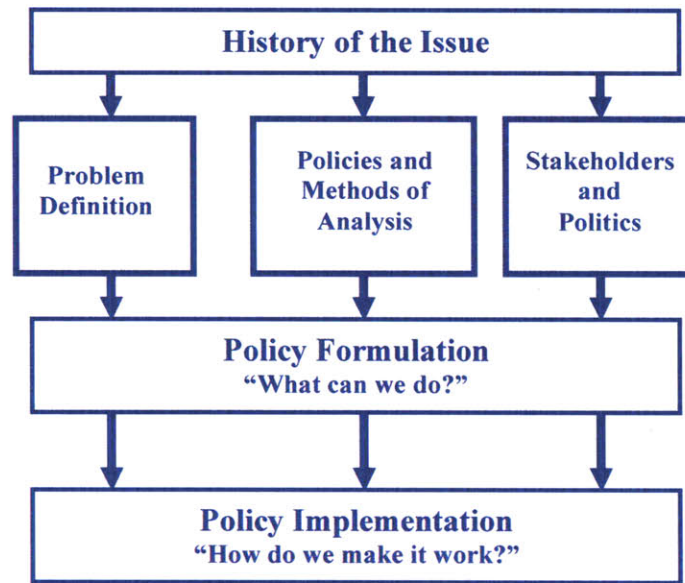 History of the Issue
Problem
Definition
Policies and
Methods of
Analysis
Stakeholders
and
Politics
Policy Formulation
“What can we do?”
Policy Implementation
“How do we make it work?”